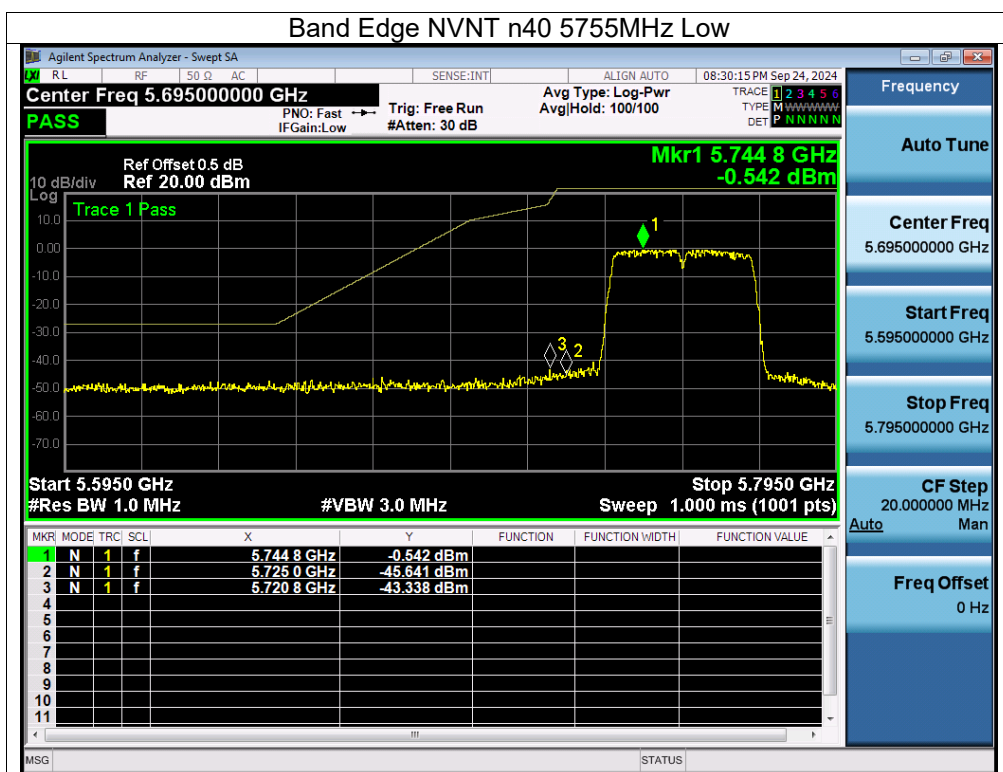 Band Edge NVNT n40 5755MHz Low
Agilent Spectrum Analyzer - Swept SA
LXI RL RF 50 Ω AC SENSE:INT ALIGN AUTO 08:30:15 PM Sep 24, 2024
Center Freq 5.695000000 GHz
PASS
PNO: Fast
IFGain:Low
Trig: Free Run
#Atten: 30 dB
Avg Type: Log-Pwr
Avg|Hold: 100/100
TRACE 1 2 3 4 5 6
TYPE M WWWWW
DET P N N N N N
Mkr1 5.744 8 GHz
-0.542 dBm
Ref Offset 0.5 dB
10 dB/div Ref 20.00 dBm
Log
Trace 1 Pass
10.0
0.00
-10.0
-20.0
-30.0
-40.0
-50.0
-60.0
-70.0
1
3
2
Start 5.5950 GHz Stop 5.7950 GHz
#Res BW 1.0 MHz #VBW 3.0 MHz Sweep 1.000 ms (1001 pts)
MKR MODE TRC SCL X Y FUNCTION FUNCTION WIDTH FUNCTION VALUE
1 N 1 f 5.744 8 GHz -0.542 dBm
2 N 1 f 5.725 0 GHz -45.641 dBm
3 N 1 f 5.720 8 GHz -43.338 dBm
4
5
6
7
8
9
10
11
MSG STATUS
Frequency
Auto Tune
Center Freq
5.695000000 GHz
Start Freq
5.595000000 GHz
Stop Freq
5.795000000 GHz
CF Step
20.000000 MHz
Auto Man
Freq Offset
0 Hz